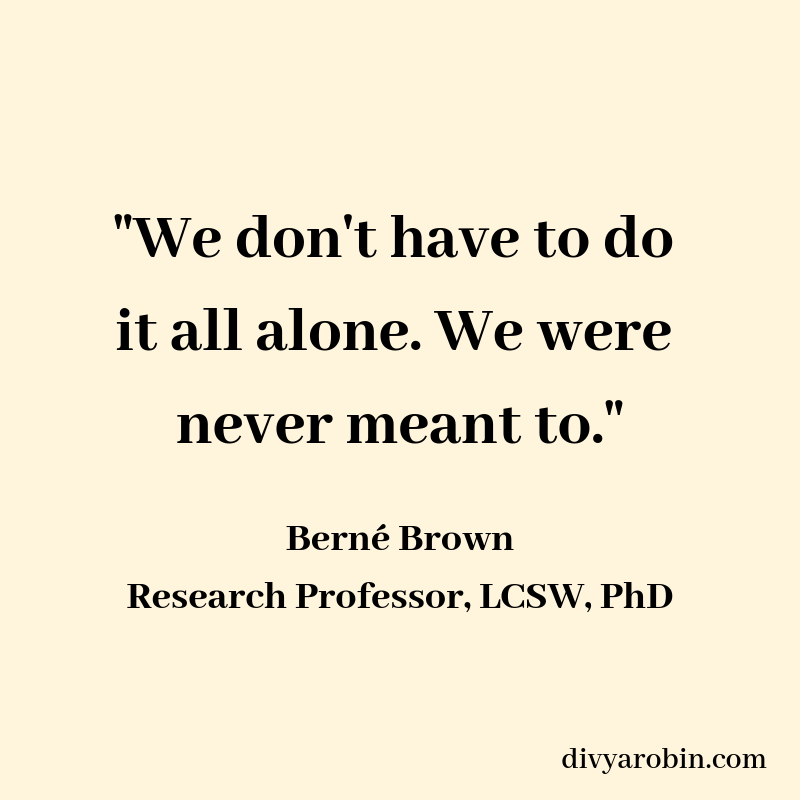 "We don't have to do
it all alone. We were
never meant to."
Berné Brown
Research Professor, LCSW, PhD
divyarobin.com